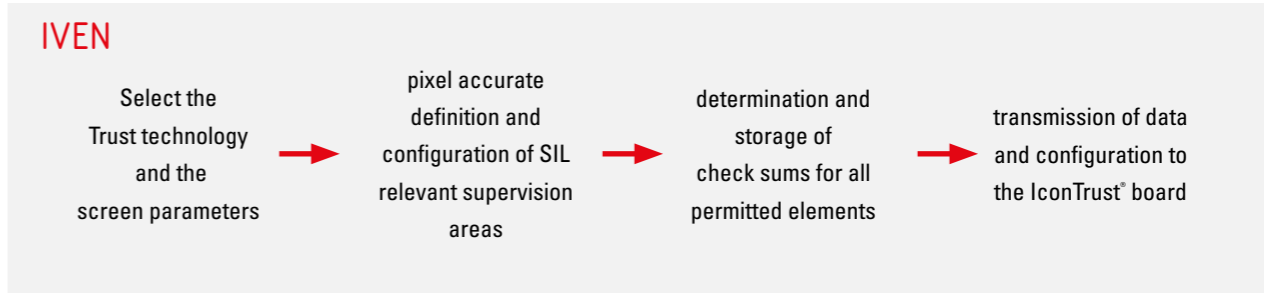 IVEN
Select the
Trust technology
and the
screen parameters
pixel accurate
definition and
configuration of SIL
relevant supervision
areas
determination and
storage of
check sums for all
permitted elements
transmission of data
and configuration to
the IconTrust® board